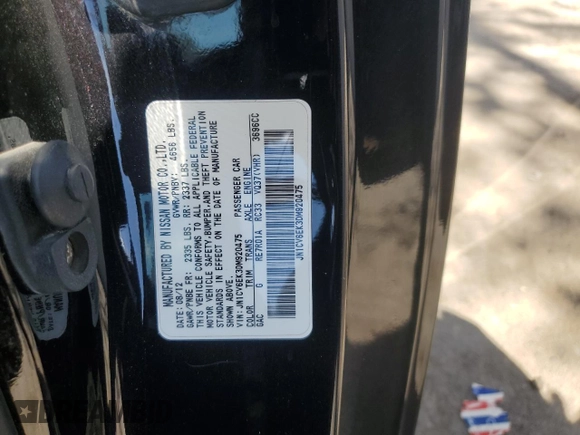 MANUFACTURED BY NISSAN MOTOR CO.,LTD.
DATE: 08/12 GVWR/PNBV: 4656 LBS.
GAWR/PNBE FR: 2335 LBS. RR: 2337 LBS.
THIS VEHICLE CONFORMS TO ALL APPLICABLE FEDERAL
MOTOR VEHICLE SAFETY,BUMPER,AND THEFT PREVENTION
STANDARDS IN EFFECT ON THE DATE OF MANUFACTURE
SHOWN ABOVE.
VIN:JN1CV6EK3DM920475 PASSENGER CAR
COLOR TRIM TRANS AXLE ENGINE
GAC G RE7R01A RC33 VQ37(VHR) 3696CC
JN1CV6EK3DM920475
DREAMBID